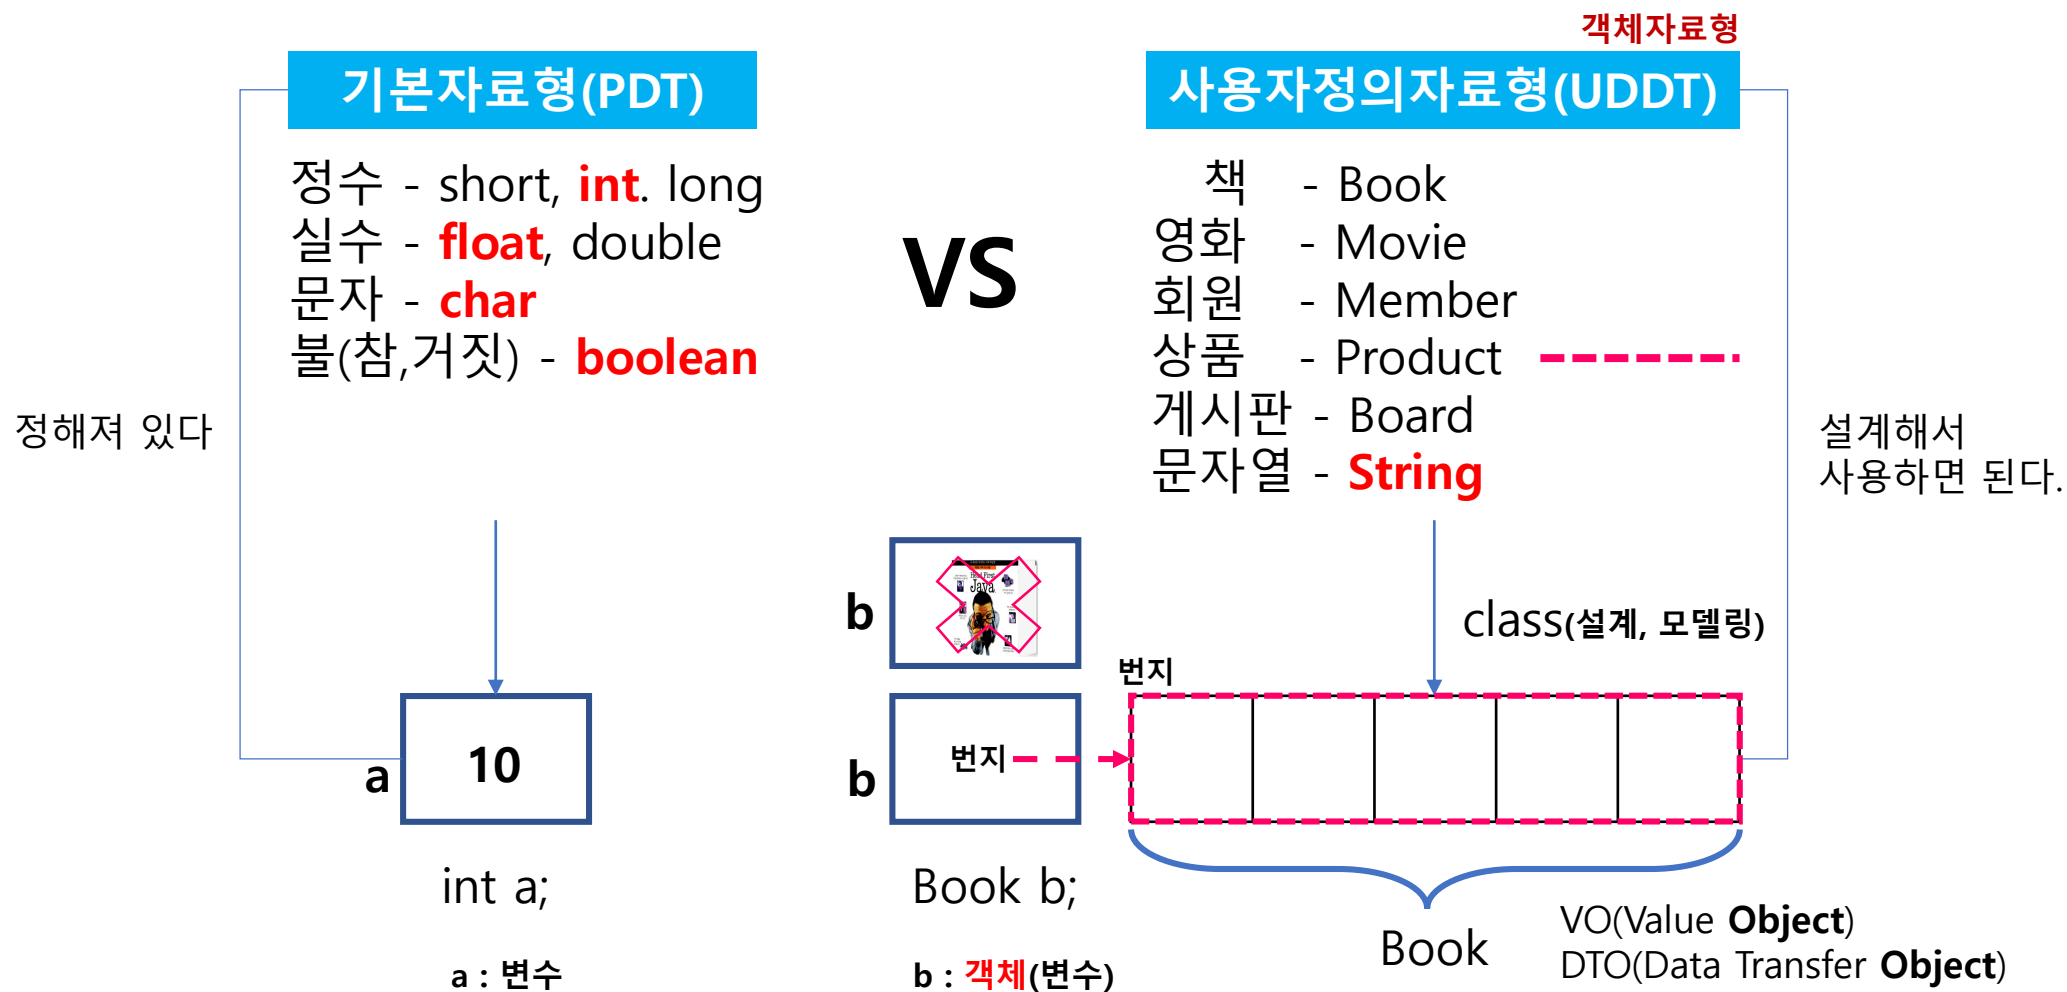 객체자료형
기본자료형(PDT)
사용자정의자료형(UDDT)
정수 - short, int. long
실수 - float, double
문자 - char
불(참,거짓) - boolean
정해져 있다
VS
책 - Book
영화 - Movie
회원 - Member
상품 - Product
게시판 - Board
문자열 - String
설계해서
사용하면 된다.
b
Head First
Java
class(설계, 모델링)
번지
a
10
b
번지
int a;
Book b;
Book
VO(Value Object)
DTO(Data Transfer Object)
a : 변수
b : 객체(변수)